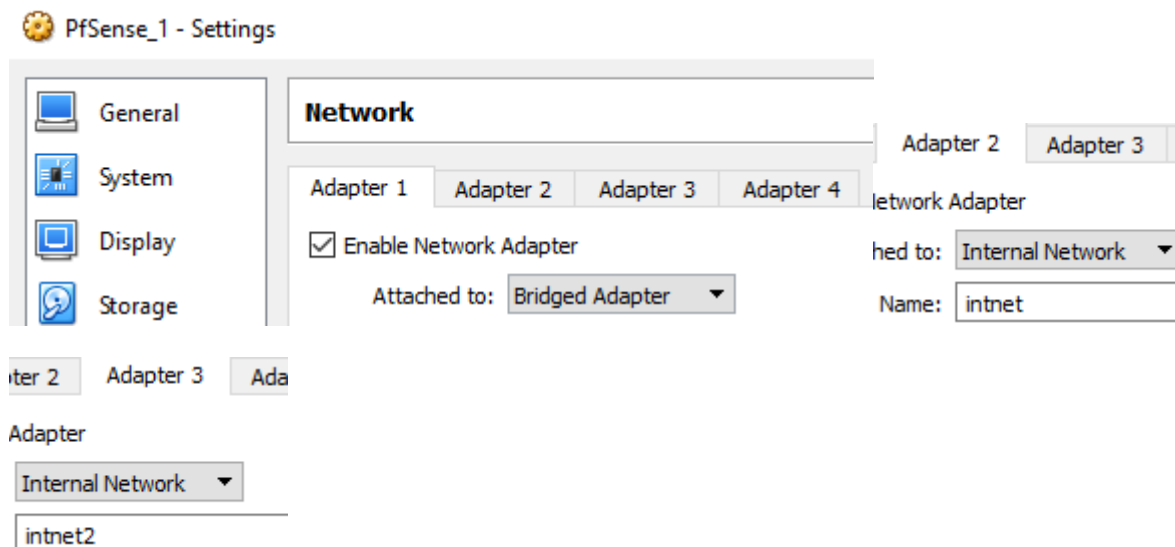 PfSense_1 - Settings
General
System
Display
Storage
Network
Adapter 1 Adapter 2 Adapter 3 Adapter 4
Enable Network Adapter
Attached to: Bridged Adapter
Adapter 2 Adapter 3
Network Adapter
hed to: Internal Network
Name: intnet
ter 2 Adapter 3 Ada
Adapter
Internal Network
intnet2